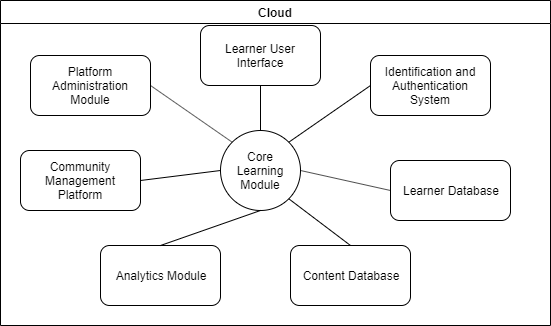 Cloud
Learner User
Interface
Platform
Administration
Module
Identification and
Authentication
System
Core
Learning
Module
Community
Management
Platform
Learner Database
Analytics Module
Content Database